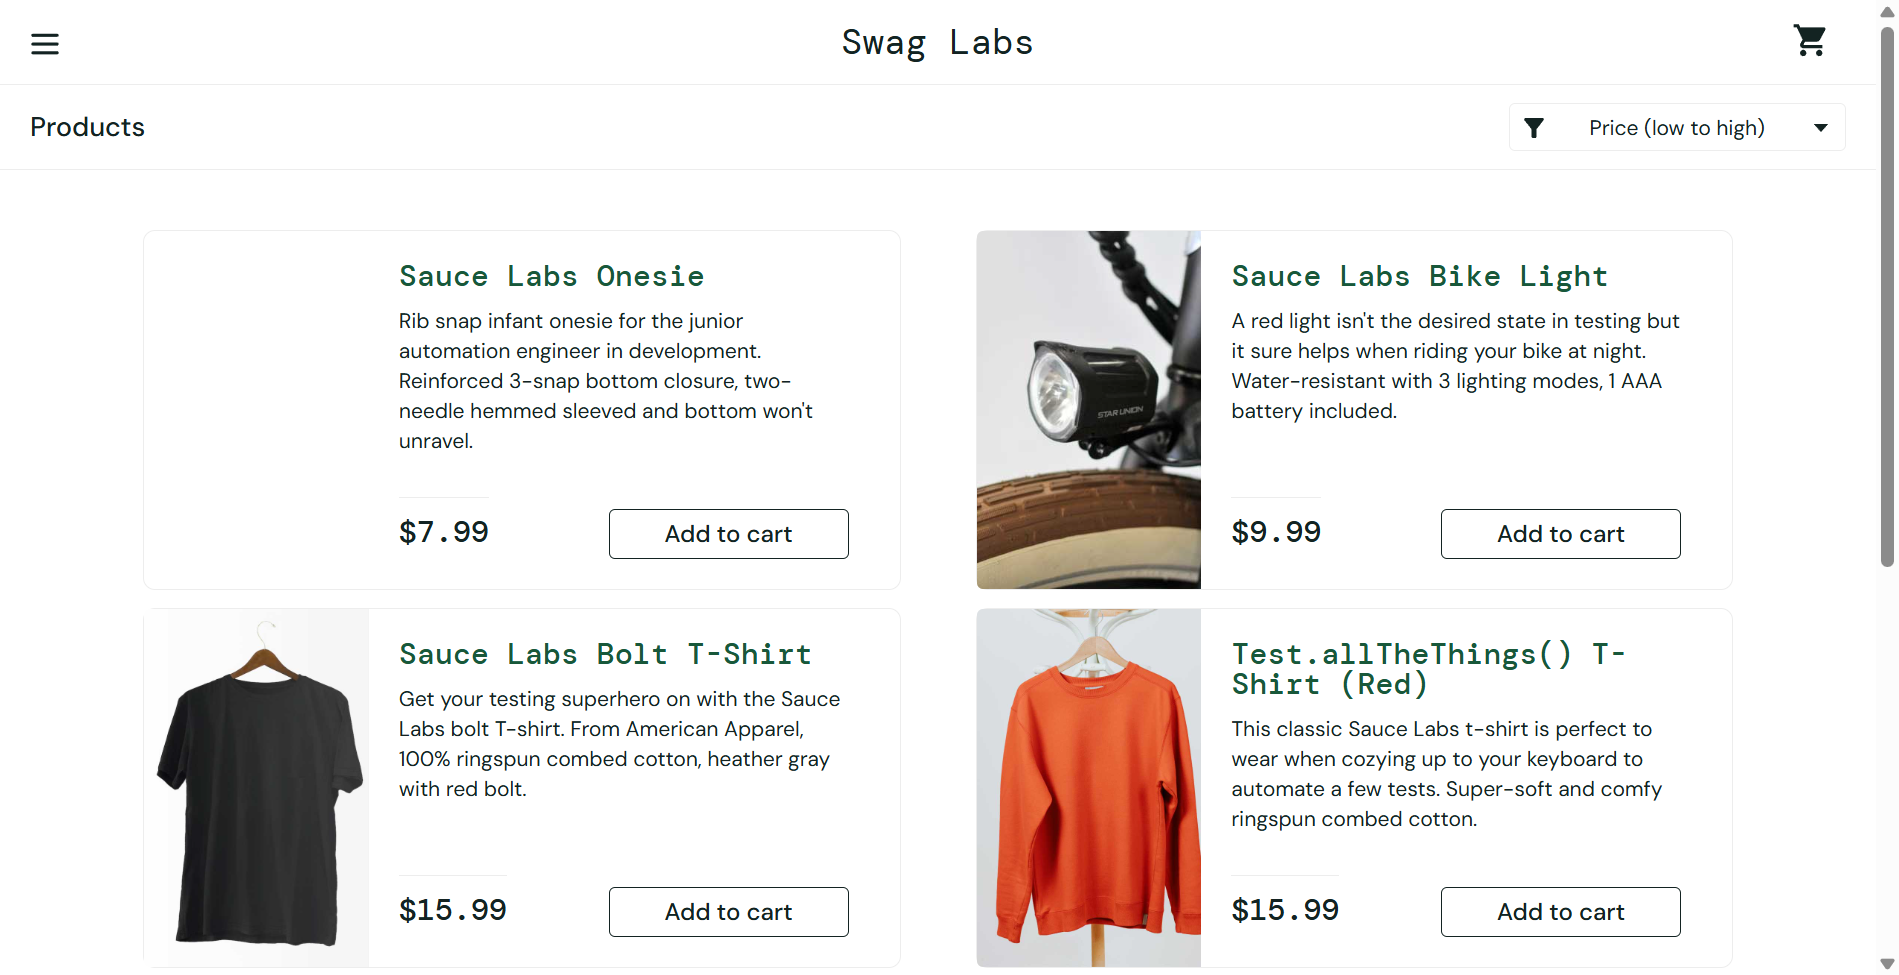 Swag Labs
Products
Price (low to high)
Sauce Labs Onesie
Rib snap infant onesie for the junior
automation engineer in development.
Reinforced 3-snap bottom closure, two-
needle hemmed sleeved and bottom won't
unravel.
$7.99
Add to cart
STAR UNION
Sauce Labs Bike Light
A red light isn't the desired state in testing but
it sure helps when riding your bike at night.
Water-resistant with 3 lighting modes, 1 AAA
battery included.
$9.99
Add to cart
Sauce Labs Bolt T-Shirt
Get your testing superhero on with the Sauce
Labs bolt T-shirt. From American Apparel,
100% ringspun combed cotton, heather gray
with red bolt.
$15.99
Add to cart
Test.allTheThings() T-
Shirt (Red)
This classic Sauce Labs t-shirt is perfect to
wear when cozying up to your keyboard to
automate a few tests. Super-soft and comfy
ringspun combed cotton.
$15.99
Add to cart